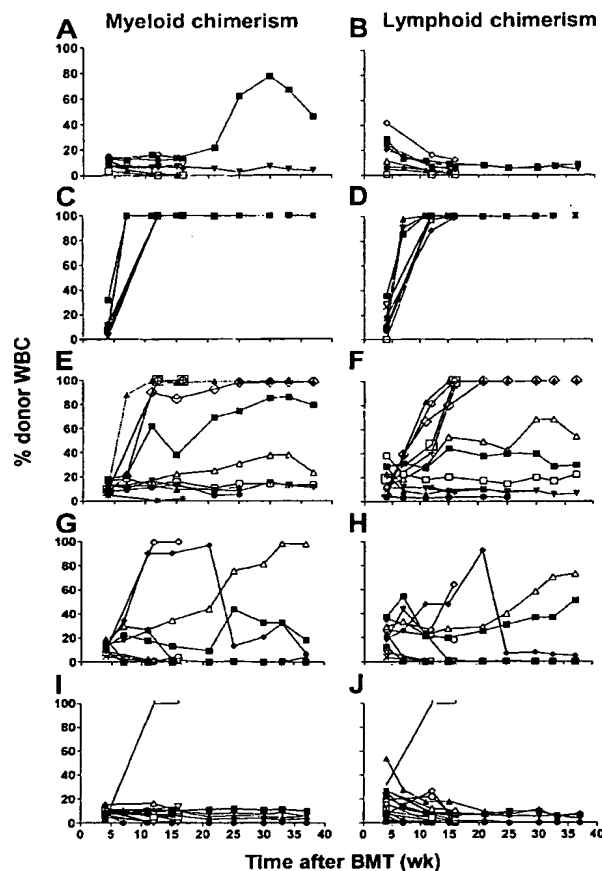 Myeloid chimerism
Lymphoid chimerism
A
B
100
80
60
40
20
0
C
D
100
80
60
40
20
0
E
F
100
80
60
40
20
0
% donor WBC
G
H
100
80
60
40
20
0
I
J
100
80
60
40
20
0
0 5 10 15 20 25 30 35 40
0 5 10 15 20 25 30 35 40
Time after BMT (wk)